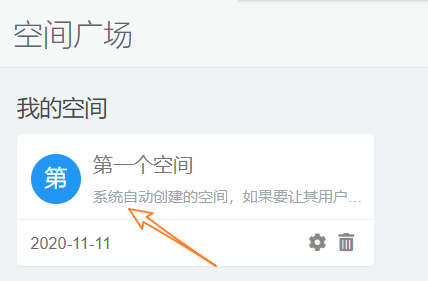 空间广场
我的空间
第
第一个空间
系统自动创建的空间，如果要让其用户...
2020-11-11